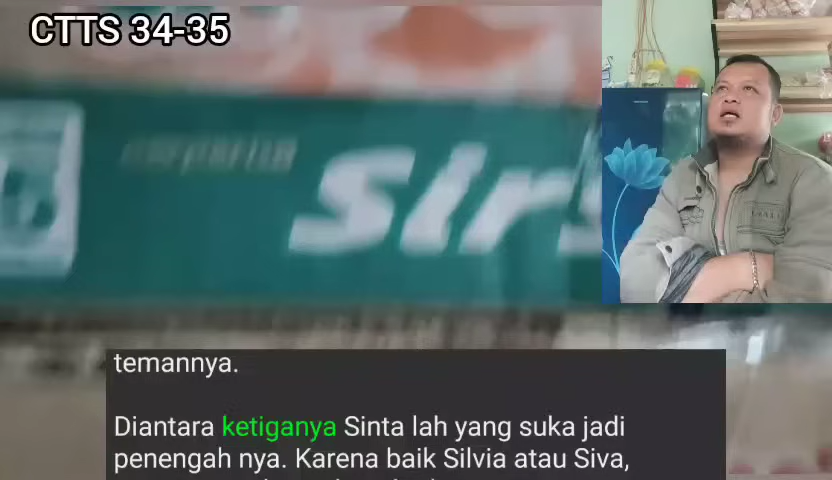 CTTS 34-35
temannya.
Diantara ketiganya Sinta lah yang suka jadi
penengah nya. Karena baik Silvia atau Siva,